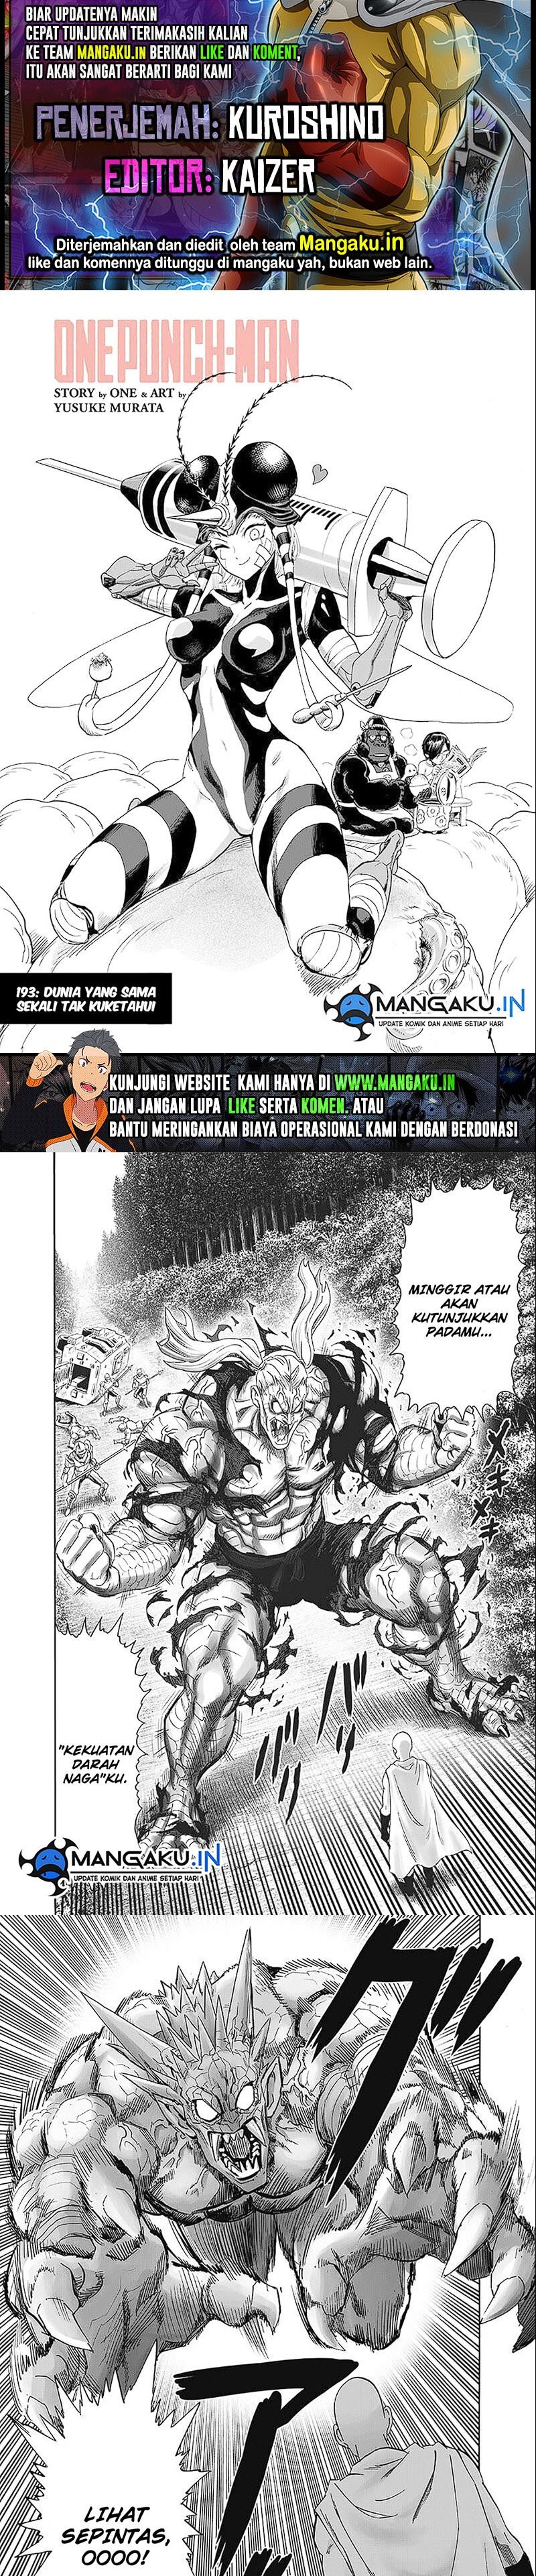 BIAR UPDATENYA MAKIN
CEPAT TUNJUKKAN TERIMAKASIH KALIAN
KE TEAM MANGAKU.IN BERIKAN LIKE DAN KOMENT,
ITU AKAN SANGAT BERARTI BAGI KAMI
PENERJEMAH: KUROSHINO
EDITOR: KAIZER
Diterjemahkan dan diedit oleh team Mangaku.in
like dan komennya ditunggu di mangaku yah, bukan web lain.
ONE PUNCH-MAN
STORY by ONE & ART by
YUSUKE MURATA
193: DUNIA YANG SAMA
SEKALI TAK KUKETAHUI
MANGAKU.IN
UPDATE KOMIK DAN ANIME SETIAP HARI
KUNJUNGI WEBSITE KAMI HANYA DI WWW.MANGAKU.IN
DAN JANGAN LUPA LIKE SERTA KOMEN. ATAU
BANTU MERINGANKAN BIAYA OPERASIONAL KAMI DENGAN BERDONASI
MINGGIR ATAU
AKAN
KUTUNJUKKAN
PADAMU...
メキメキ
"KEKUATAN
DARAH
NAGA"KU.
MANGAKU.IN
UPDATE KOMIK DAN ANIME SETIAP HARI
LIHAT
SEPINTAS,
OOOO!